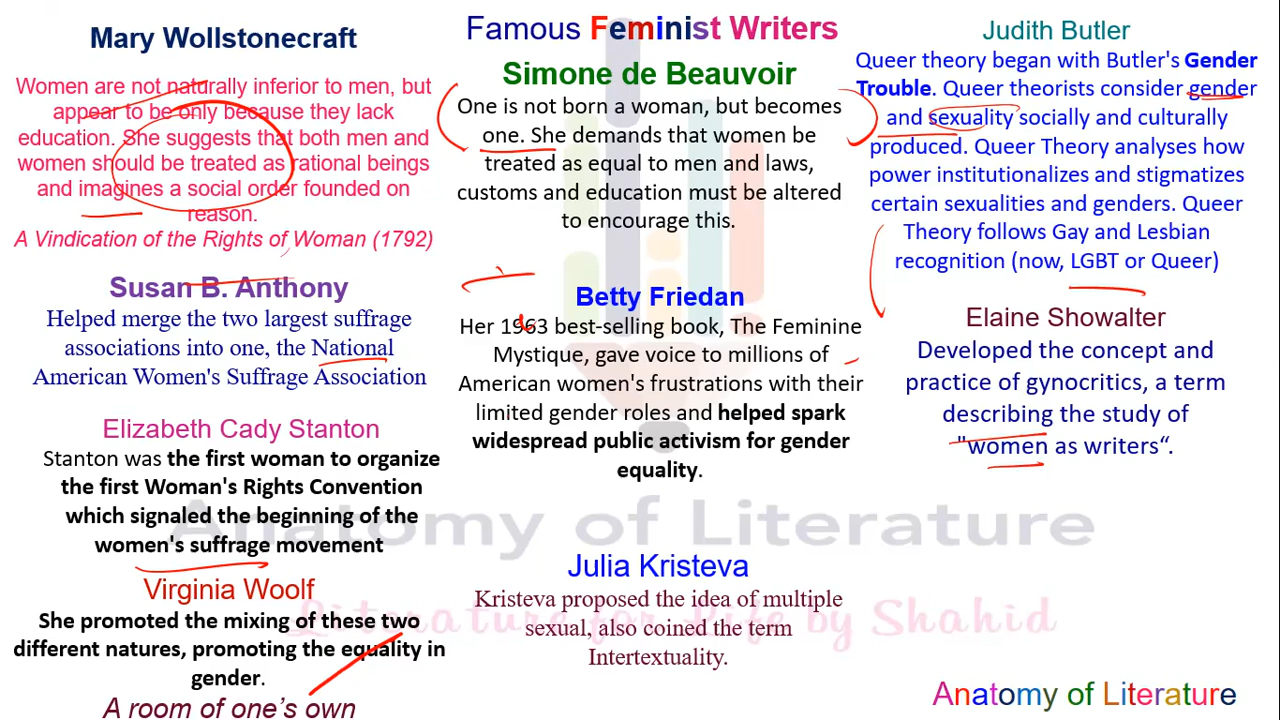 Famous Feminist Writers
Mary Wollstonecraft
Women are not naturally inferior to men, but
appear to be only because they lack
education. She suggests that both men and
women should be treated as rational beings
and imagines a social order founded on
reason.
A Vindication of the Rights of Woman (1792)
Susan B. Anthony
Helped merge the two largest suffrage
associations into one, the National
American Women's Suffrage Association
Elizabeth Cady Stanton
Stanton was the first woman to organize
the first Woman's Rights Convention
which signaled the beginning of the
women's suffrage movement
Virginia Woolf
She promoted the mixing of these two
different natures, promoting the equality in
gender.
A room of one's own
Simone de Beauvoir
One is not born a woman, but becomes
one. She demands that women be
treated as equal to men and laws,
customs and education must be altered
to encourage this.
Betty Friedan
Her 1963 best-selling book, The Feminine
Mystique, gave voice to millions of
American women's frustrations with their
limited gender roles and helped spark
widespread public activism for gender
equality.
Julia Kristeva
Kristeva proposed the idea of multiple
sexual, also coined the term
Intertextuality.
Judith Butler
Queer theory began with Butler's Gender
Trouble. Queer theorists consider gender
and sexuality socially and culturally
produced. Queer Theory analyses how
power institutionalizes and stigmatizes
certain sexualities and genders. Queer
Theory follows Gay and Lesbian
recognition (now, LGBT or Queer)
Elaine Showalter
Developed the concept and
practice of gynocritics, a term
describing the study of
"women as writers“.
Anatomy of Literature
Literature for Life by Shahid
Anatomy of Literature